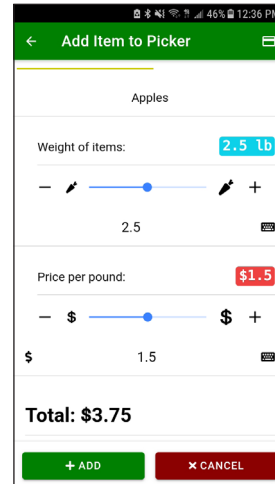 46% 12:36 PM
Add Item to Picker
Apples
Weight of items:
2.5 lb
2.5
Price per pound:
$1.5
$
$
$
1.5
Total: $3.75
+ ADD
× CANCEL